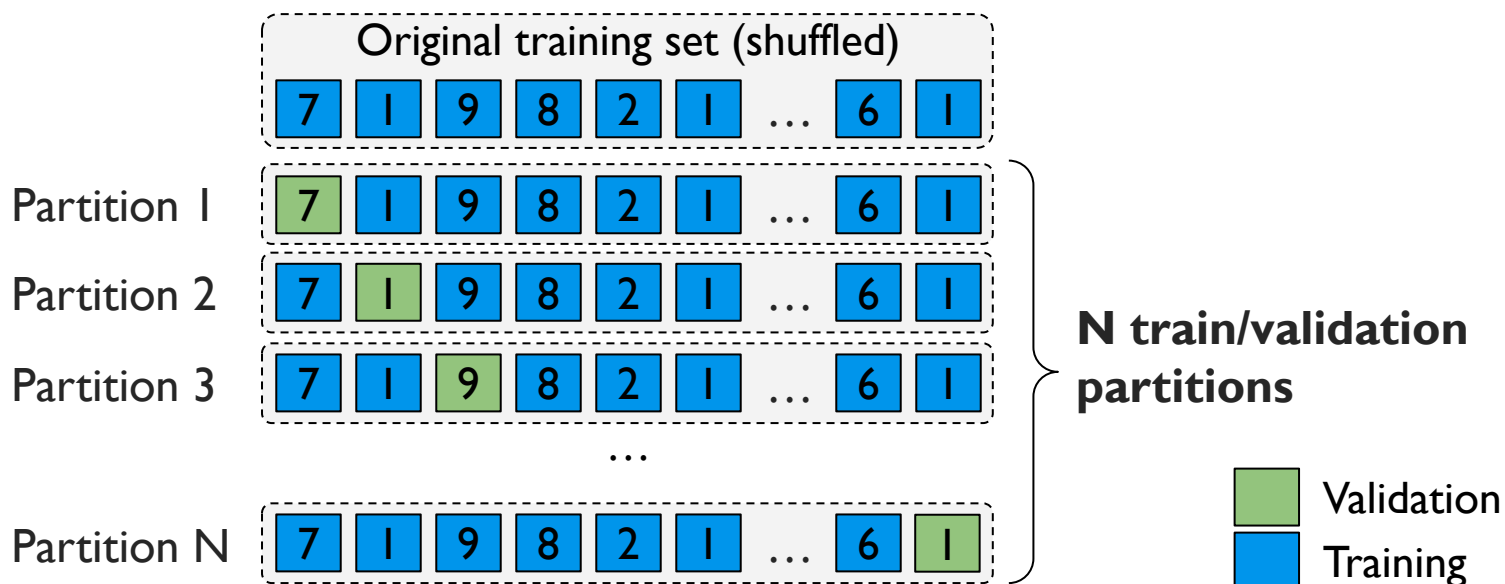 Original training set (shuffled)
7 1 9 8 2 1 … 6 1
Partition 1 7 1 9 8 2 1 … 6 1
Partition 2 7 1 9 8 2 1 … 6 1
Partition 3 7 1 9 8 2 1 … 6 1
…
Partition N 7 1 9 8 2 1 … 6 1
N train/validation
partitions
Validation
Training